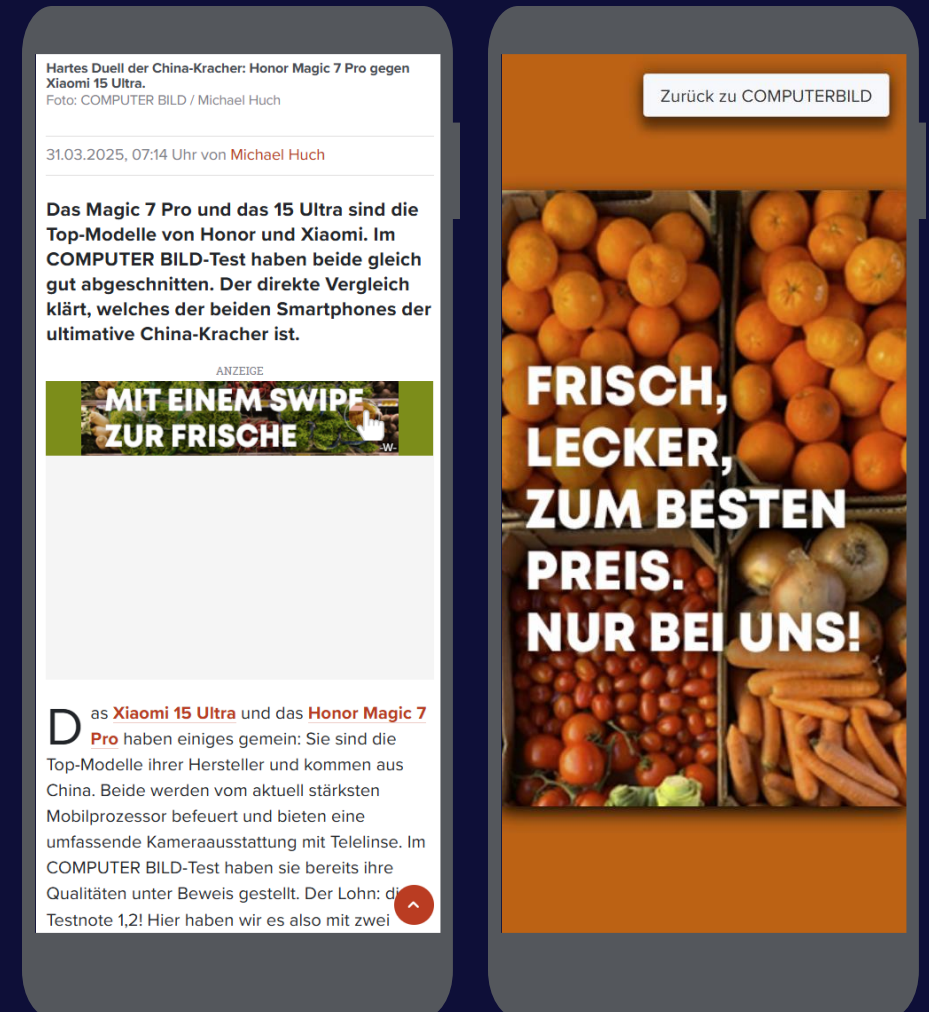 Hartes Duell der China-Kracher: Honor Magic 7 Pro gegen
Xiaomi 15 Ultra.
Foto: COMPUTER BILD / Michael Huch
31.03.2025, 07:14 Uhr von Michael Huch
Das Magic 7 Pro und das 15 Ultra sind die
Top-Modelle von Honor und Xiaomi. Im
COMPUTER BILD-Test haben beide gleich
gut abgeschnitten. Der direkte Vergleich
klärt, welches der beiden Smartphones der
ultimative China-Kracher ist.
ANZEIGE
MIT EINEM SWIPE
ZUR FRISCHE
-W-
Das Xiaomi 15 Ultra und das Honor Magic 7
Pro haben einiges gemein: Sie sind die
Top-Modelle ihrer Hersteller und kommen aus
China. Beide werden vom aktuell stärksten
Mobilprozessor befeuert und bieten eine
umfassende Kameraausstattung mit Telelinse. Im
COMPUTER BILD-Test haben sie bereits ihre
Qualitäten unter Beweis gestellt. Der Lohn:
Testnote 1,2! Hier haben wir es also mit zwei
Zurück zu COMPUTERBILD
FRISCH,
LECKER,
ZUM BESTEN
PREIS.
NUR BEI UNS!